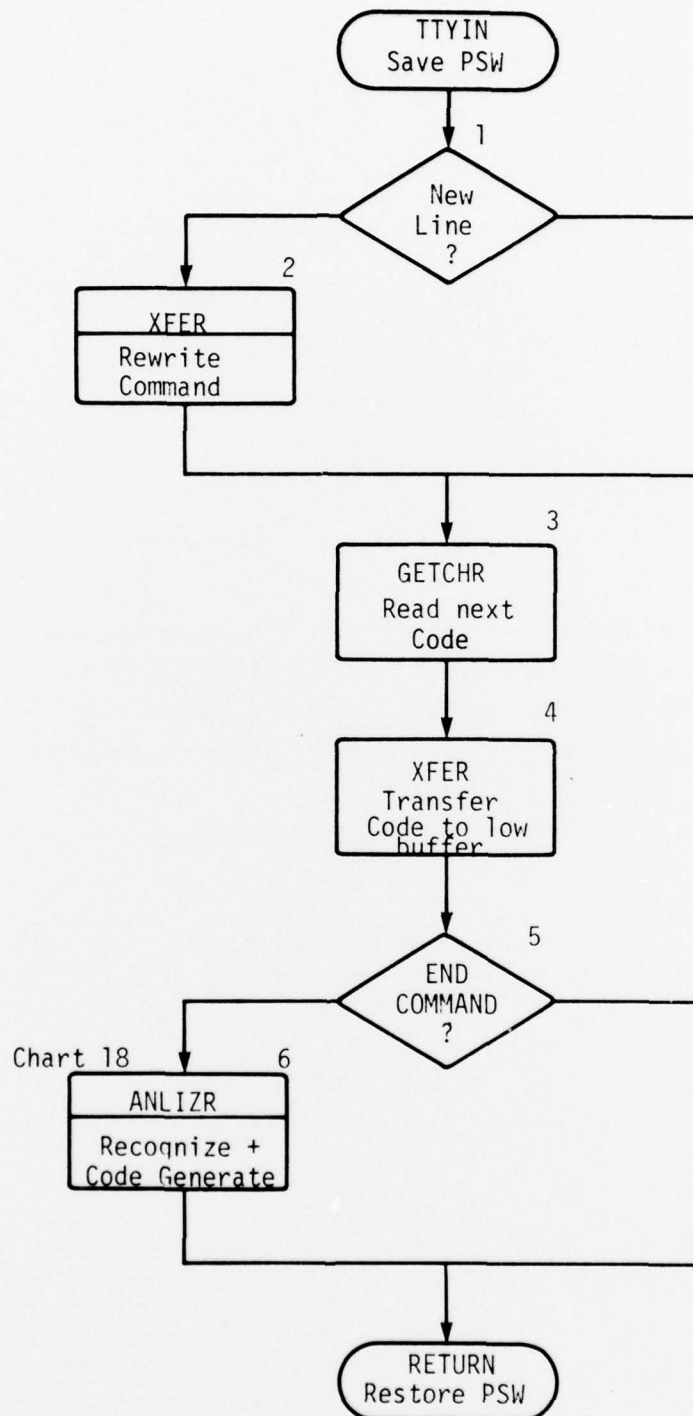 TTYIN
Save PSW
1
New
Line
?
2
XFER
Rewrite
Command
3
GETCHR
Read next
Code
4
XFER
Transfer
Code to low
buffer
5
END
COMMAND
?
Chart 18
6
ANLIZR
Recognize +
Code Generate
RETURN
Restore PSW